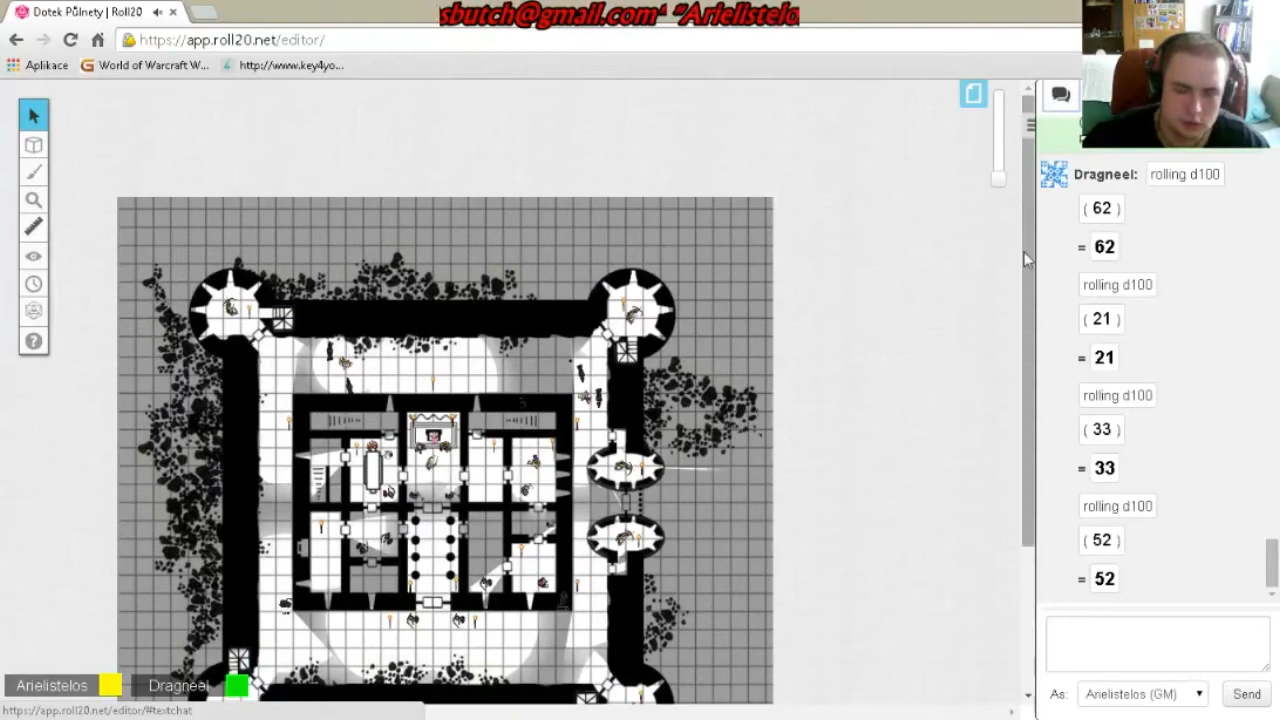 Dotek Půlnety | Roll20
sbutch@gmail.com' "Arielistelo
https://app.roll20.net/editor/
Aplikace
World of Warcraft W...
http://www.key4yo...
Dragneel: rolling d100
( 62 )
= 62
rolling d100
( 21 )
= 21
rolling d100
( 33 )
= 33
rolling d100
( 52 )
= 52
Arielistelos
Dragneel
As: Arielistelos (GM)
Send
https://app.roll20.net/editor/#textchat